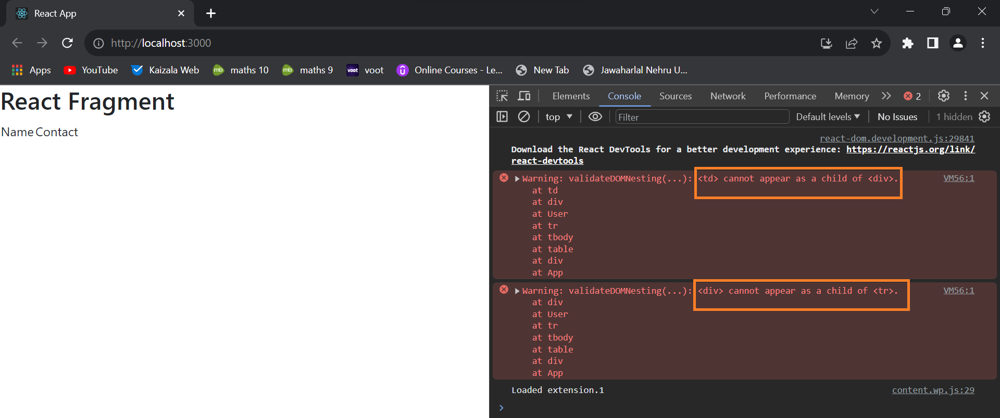 React App
http://localhost:3000
Apps YouTube Kaizala Web mb maths 10 mb maths 9 voot voot Online Courses - Le... New Tab Jawaharlal Nehru U...
React Fragment
Name Contact
Elements Console Sources Network Performance Memory 2
top Filter Default levels No Issues 1 hidden
react-dom.development.js:29841
Download the React DevTools for a better development experience: https://reactjs.org/link/
react-devtools
Warning: validateDOMNesting(...): <td> cannot appear as a child of <div>. VM56:1
at td
at div
at User
at tr
at tbody
at table
at div
at App
Warning: validateDOMNesting(...): <div> cannot appear as a child of <tr>. VM56:1
at div
at User
at tr
at tbody
at table
at div
at App
Loaded extension.1 content.wp.js:29